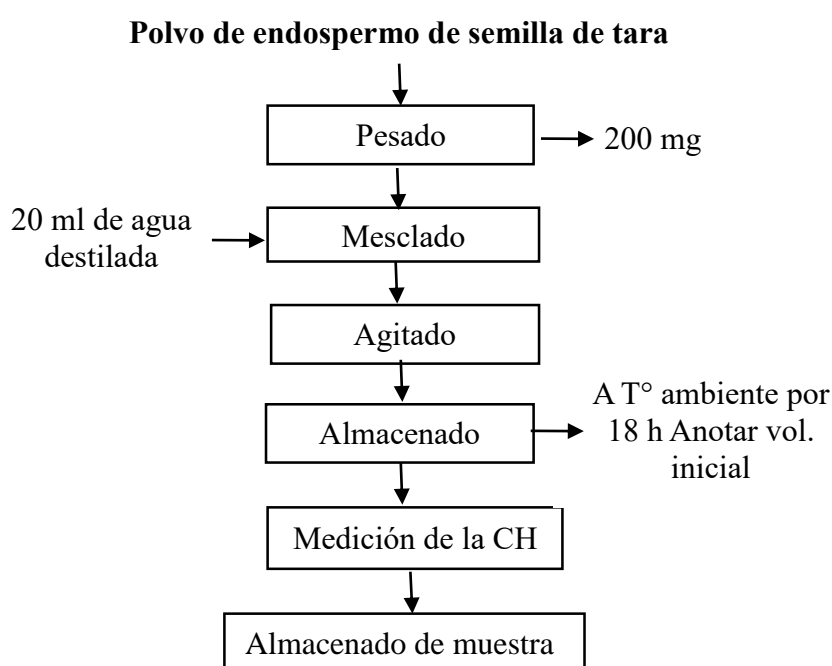 Polvo de endospermo de semilla de tara
Pesado
200 mg
20 ml de agua
destilada
Mesclado
Agitado
Almacenado
A T° ambiente por
18 h Anotar vol.
inicial
Medición de la CH
Almacenado de muestra